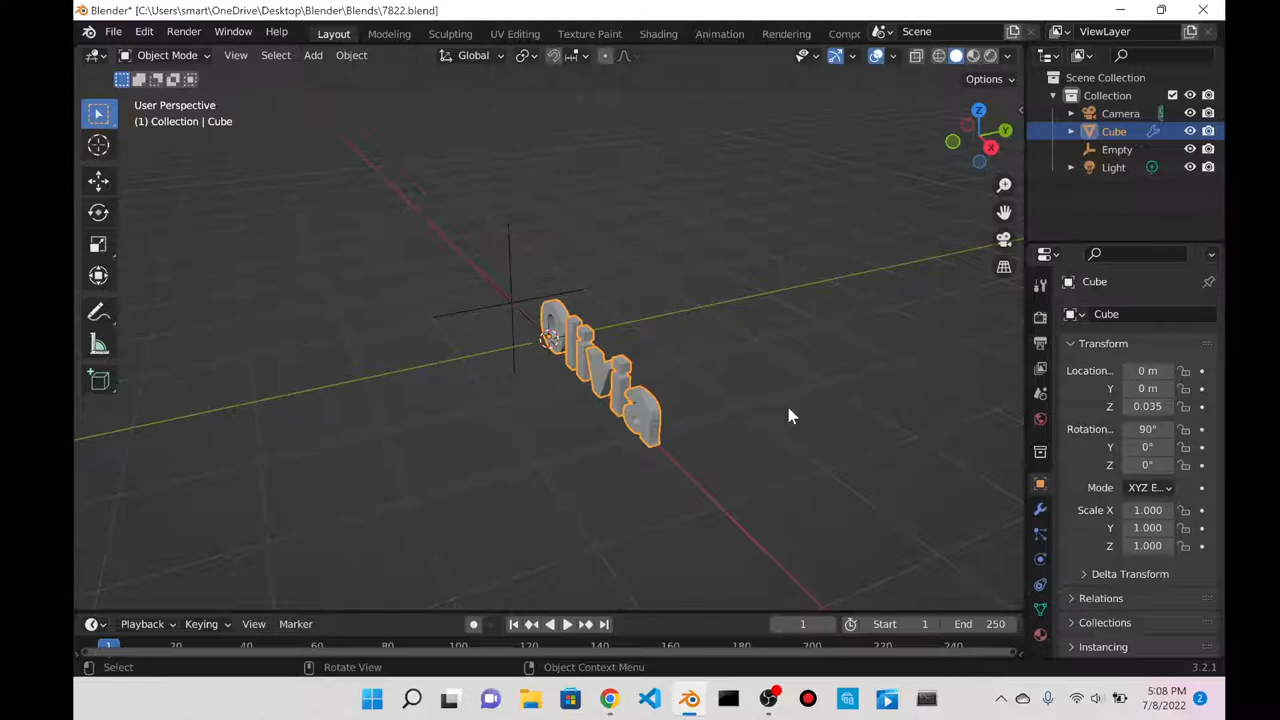 Blender* [C:\Users\smart\OneDrive\Desktop\Blender\Blends\7822.blend]
File Edit Render Window Help Layout Modeling Sculpting UV Editing Texture Paint Shading Animation Rendering Comp Scene ViewLayer
Object Mode View Select Add Object Global
Options
User Perspective
(1) Collection | Cube
Z
Y
X
Olivia
Scene Collection
Collection
Camera
Cube
Empty
Light
Cube
Cube
Transform
Locatio... 0 m
Y 0 m
Z 0.035
Rotation... 90°
Y 0°
Z 0°
Mode XYZ E...
Scale X 1.000
Y 1.000
Z 1.000
Delta Transform
Relations
Collections
Instancing
Playback Keying View Marker 1 Start 1 End 250
1 20 40 60 80 100 120 140 160 180 200 220 240
Select Rotate View Object Context Menu 3.2.1
5:08 PM
7/8/2022 2